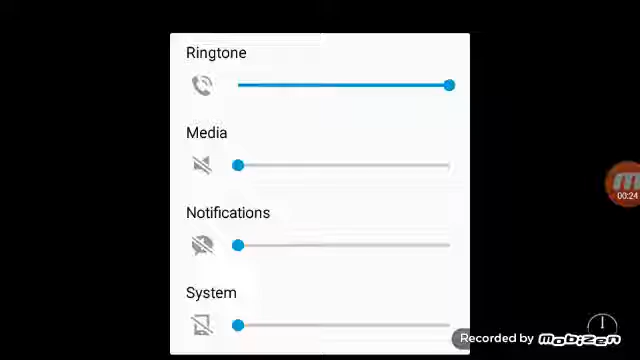 Ringtone
Media
00:24
Notifications
System
Recorded by mobizen